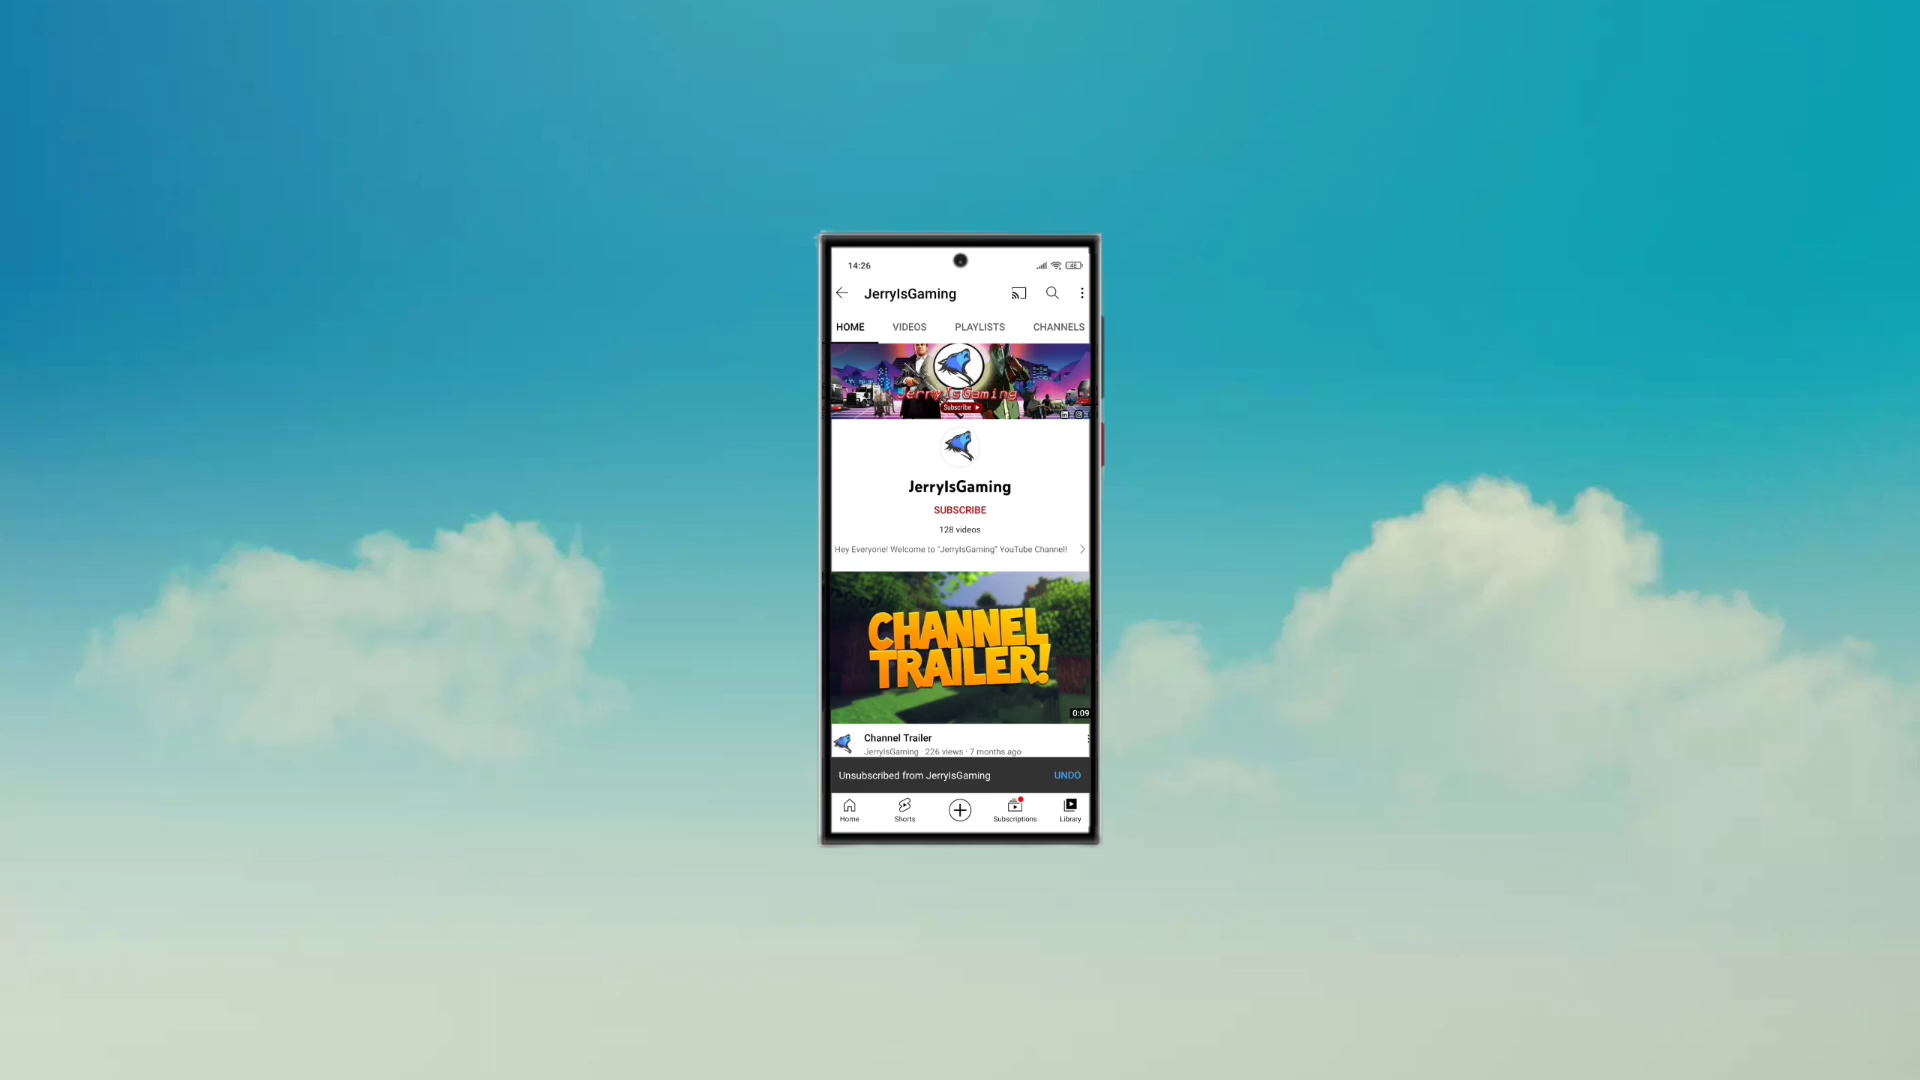 14:26
48
JerryIsGaming
HOME VIDEOS PLAYLISTS CHANNELS
JerryIsGaming
Subscribe
JerryIsGaming
SUBSCRIBE
128 videos
Hey Everyone! Welcome to "JerryIsGaming" YouTube Channel!
CHANNEL
TRAILER!
0:09
Channel Trailer
JerryIsGaming · 226 views · 7 months ago
Unsubscribed from JerryIsGaming UNDO
Home Shorts Subscriptions Library